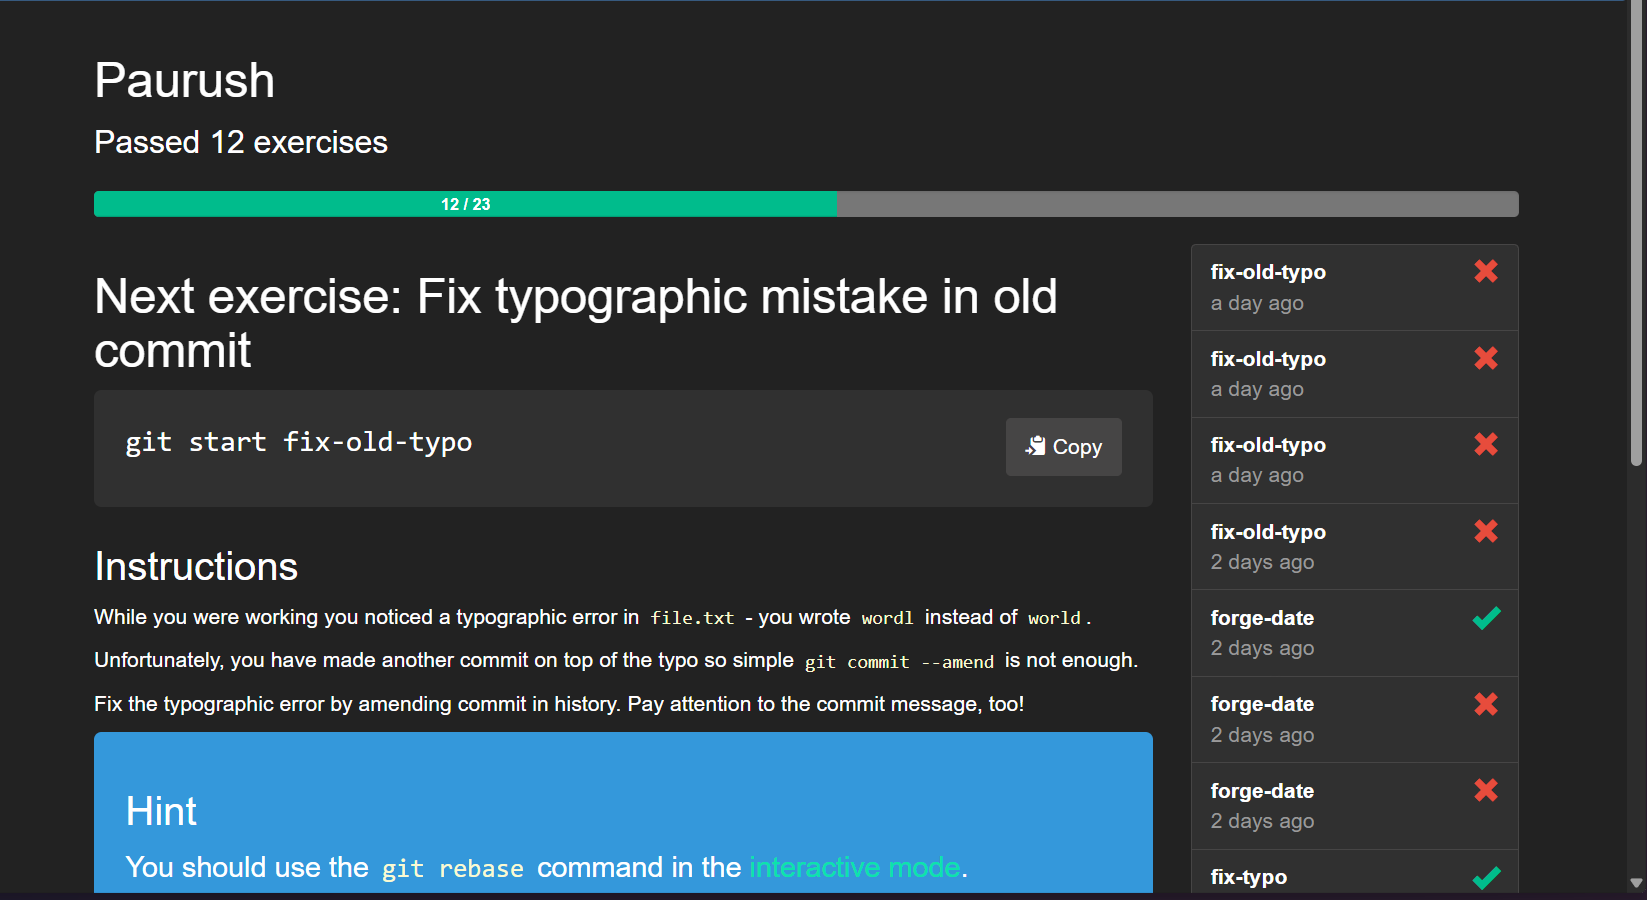 Paurush
Passed 12 exercises
12 / 23
Next exercise: Fix typographic mistake in old
commit
git start fix-old-typo
Copy
Instructions
While you were working you noticed a typographic error in file.txt - you wrote wordl instead of world.
Unfortunately, you have made another commit on top of the typo so simple git commit --amend is not enough.
Fix the typographic error by amending commit in history. Pay attention to the commit message, too!
Hint
You should use the git rebase command in the interactive mode.
fix-old-typo
a day ago
fix-old-typo
a day ago
fix-old-typo
a day ago
fix-old-typo
2 days ago
forge-date
2 days ago
forge-date
2 days ago
forge-date
2 days ago
fix-typo